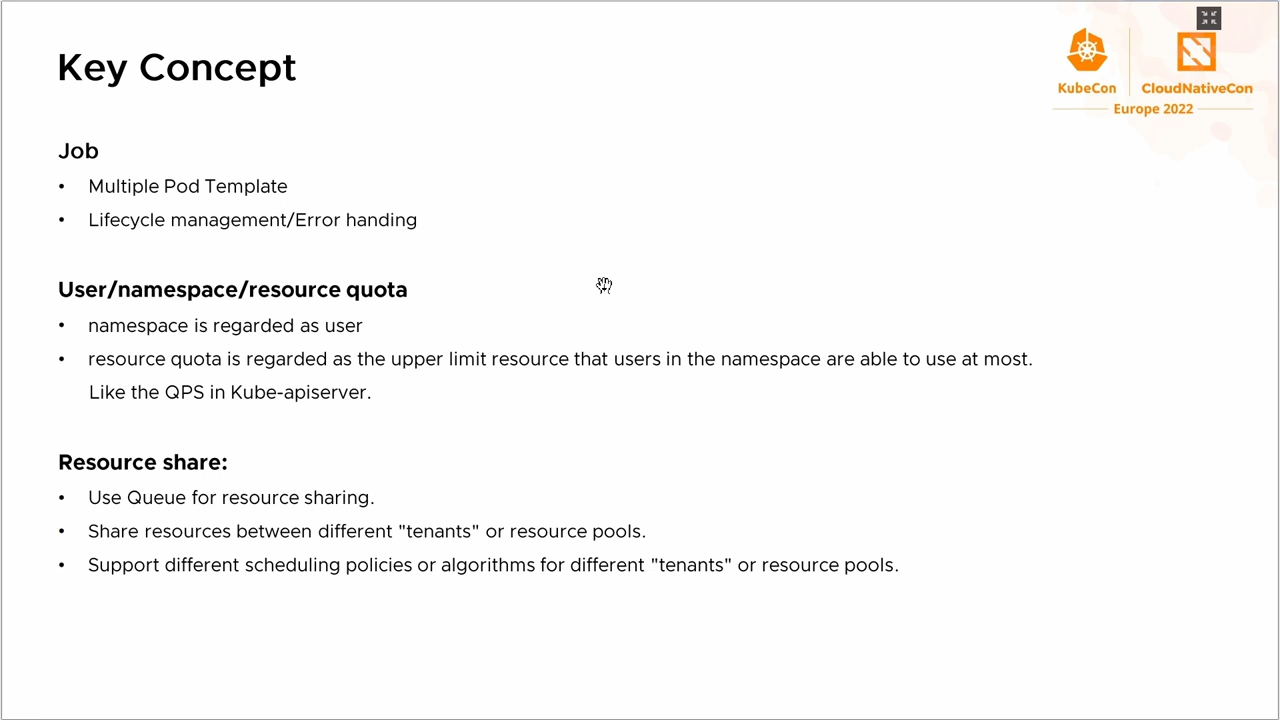 Key Concept
KubeCon
CloudNativeCon
Europe 2022
Job
• Multiple Pod Template
• Lifecycle management/Error handing
User/namespace/resource quota
• namespace is regarded as user
• resource quota is regarded as the upper limit resource that users in the namespace are able to use at most.
Like the QPS in Kube-apiserver.
Resource share:
• Use Queue for resource sharing.
• Share resources between different "tenants" or resource pools.
• Support different scheduling policies or algorithms for different "tenants" or resource pools.